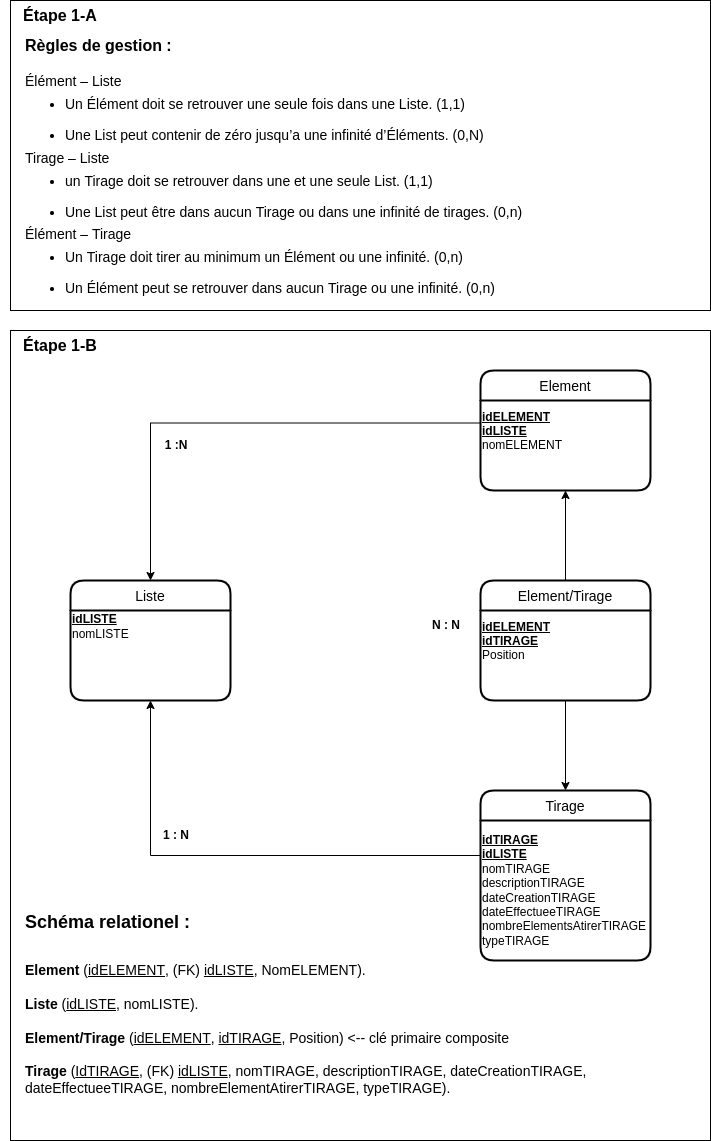 Étape 1-A
Règles de gestion :
Élément – Liste
• Un Élément doit se retrouver une seule fois dans une Liste. (1,1)
• Une List peut contenir de zéro jusqu’a une infinité d’Éléments. (0,N)
Tirage – Liste
• un Tirage doit se retrouver dans une et une seule List. (1,1)
• Une List peut être dans aucun Tirage ou dans une infinité de tirages. (0,n)
Élément – Tirage
• Un Tirage doit tirer au minimum un Élément ou une infinité. (0,n)
• Un Élément peut se retrouver dans aucun Tirage ou une infinité. (0,n)
Étape 1-B
Element
idELEMENT
idLISTE
nomELEMENT
1 :N
Liste
idLISTE
nomLISTE
N : N
Element/Tirage
idELEMENT
idTIRAGE
Position
1 : N
Tirage
idTIRAGE
idLISTE
nomTIRAGE
descriptionTIRAGE
dateCreationTIRAGE
dateEffectueeTIRAGE
nombreElementsAtirerTIRAGE
typeTIRAGE
Schéma relationel :
Element (idELEMENT, (FK) idLISTE, NomELEMENT).
Liste (idLISTE, nomLISTE).
Element/Tirage (idELEMENT, idTIRAGE, Position) <-- clé primaire composite
Tirage (IdTIRAGE, (FK) idLISTE, nomTIRAGE, descriptionTIRAGE, dateCreationTIRAGE,
dateEffectueeTIRAGE, nombreElementAtirerTIRAGE, typeTIRAGE).